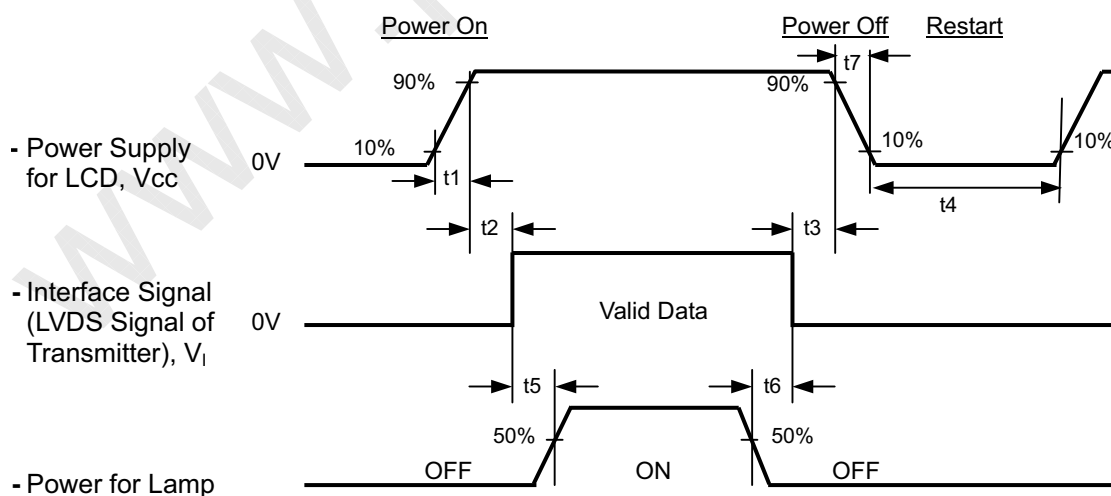 Power On
Power Off
Restart
90%
90%
t7
- Power Supply
for LCD, Vcc
0V
10%
10%
10%
t1
t4
t2
t3
- Interface Signal
(LVDS Signal of
Transmitter), VI
0V
Valid Data
t5
t6
50%
50%
- Power for Lamp
OFF
ON
OFF